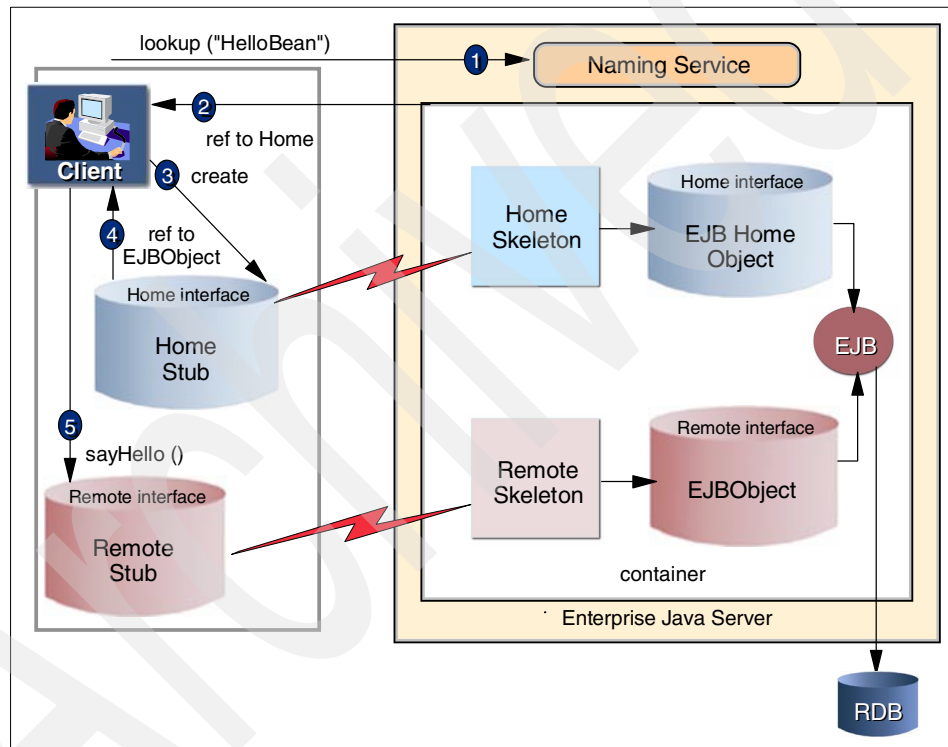 lookup ("HelloBean")
1
Naming Service
2
ref to Home
Client
3
create
4
ref to
EJBObject
Home interface
Home
Stub
Home
Skeleton
Home interface
EJB Home
Object
EJB
5
sayHello ()
Remote interface
Remote
Stub
Remote
Skeleton
Remote interface
EJBObject
container
Enterprise Java Server
RDB
Archived